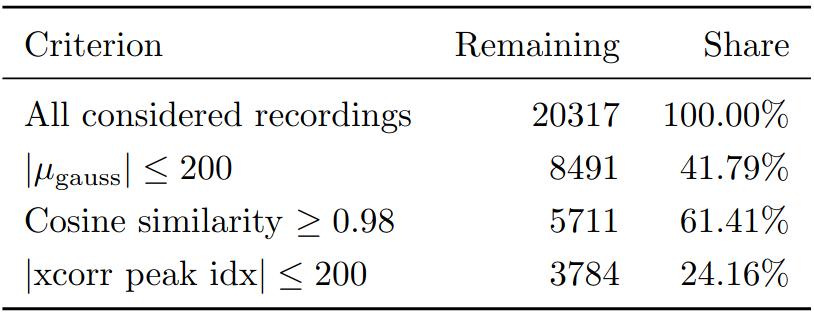 Criterion Remaining Share
All considered recordings 20317 100.00%
|μgauss| ≤ 200 8491 41.79%
Cosine similarity ≥ 0.98 5711 61.41%
|xcorr peak idx| ≤ 200 3784 24.16%